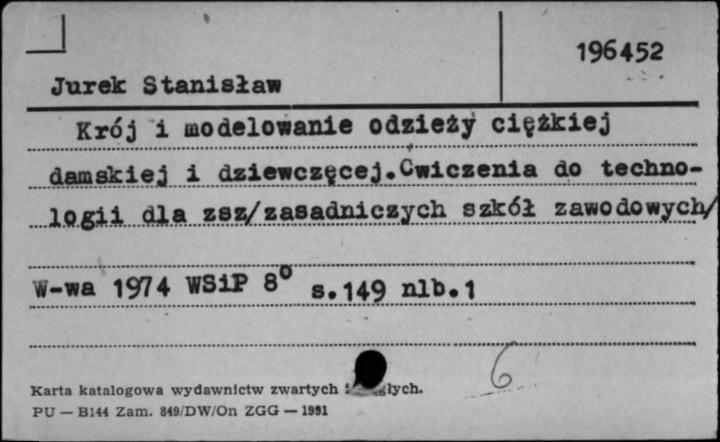 196452
Jurek Stanisław
Krój i modelowanie odzieży ciężkiej
damskiej i dziewczęcej.Ćwiczenia do techno-
logii dla zsz/zasadniczych szkół zawodowych/
W-wa 1974 WSiP 8° s.149 nlb.1
6
Karta katalogowa wydawnictw zwartych
PU — B144 Zam. 849/DW/On ZGG — 1991